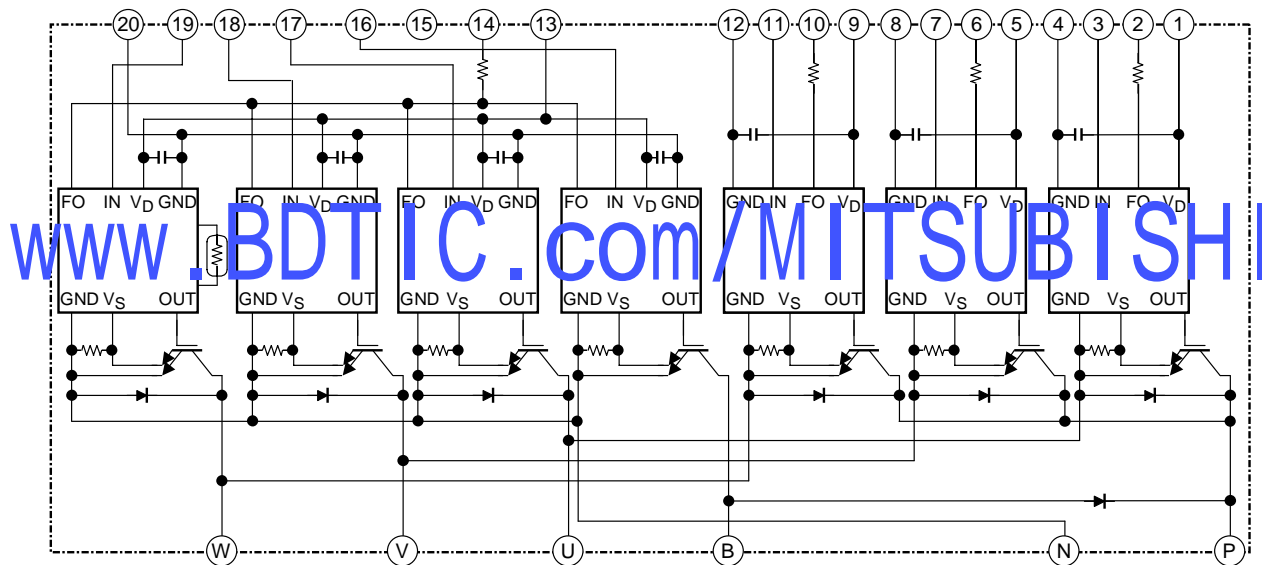 20 19 18 17 16 15 14 13 12 11 10 9 8 7 6 5 4 3 2 1
FO IN VD GND FO IN VD GND FO IN VD GND FO IN VD GND GND IN FO VD GND IN FO VD GND IN FO VD
www.BDTIC.com/MITSUBISHI
GND VS OUT GND VS OUT GND VS OUT GND VS OUT GND VS OUT GND VS OUT GND VS OUT
W V U B N P